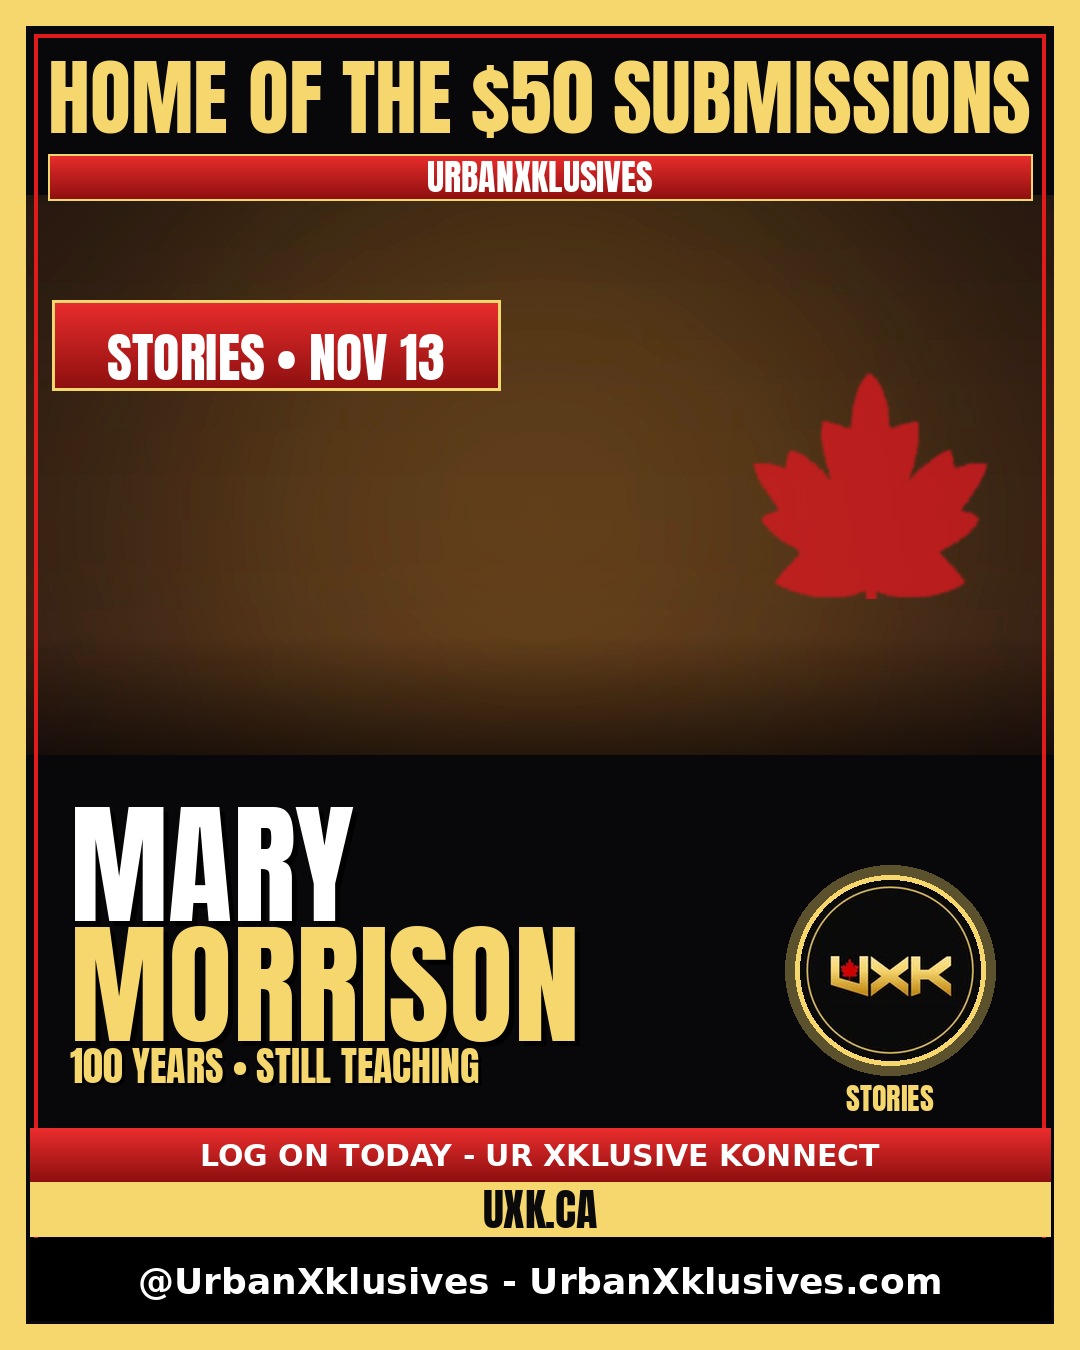 HOME OF THE $50 SUBMISSIONS
URBANXKLUSIVES
STORIES • NOV 13
MARY
MORRISON
100 YEARS • STILL TEACHING
UXK
STORIES
LOG ON TODAY - UR XKLUSIVE KONNECT
UXK.CA
@UrbanXklusives - UrbanXklusives.com